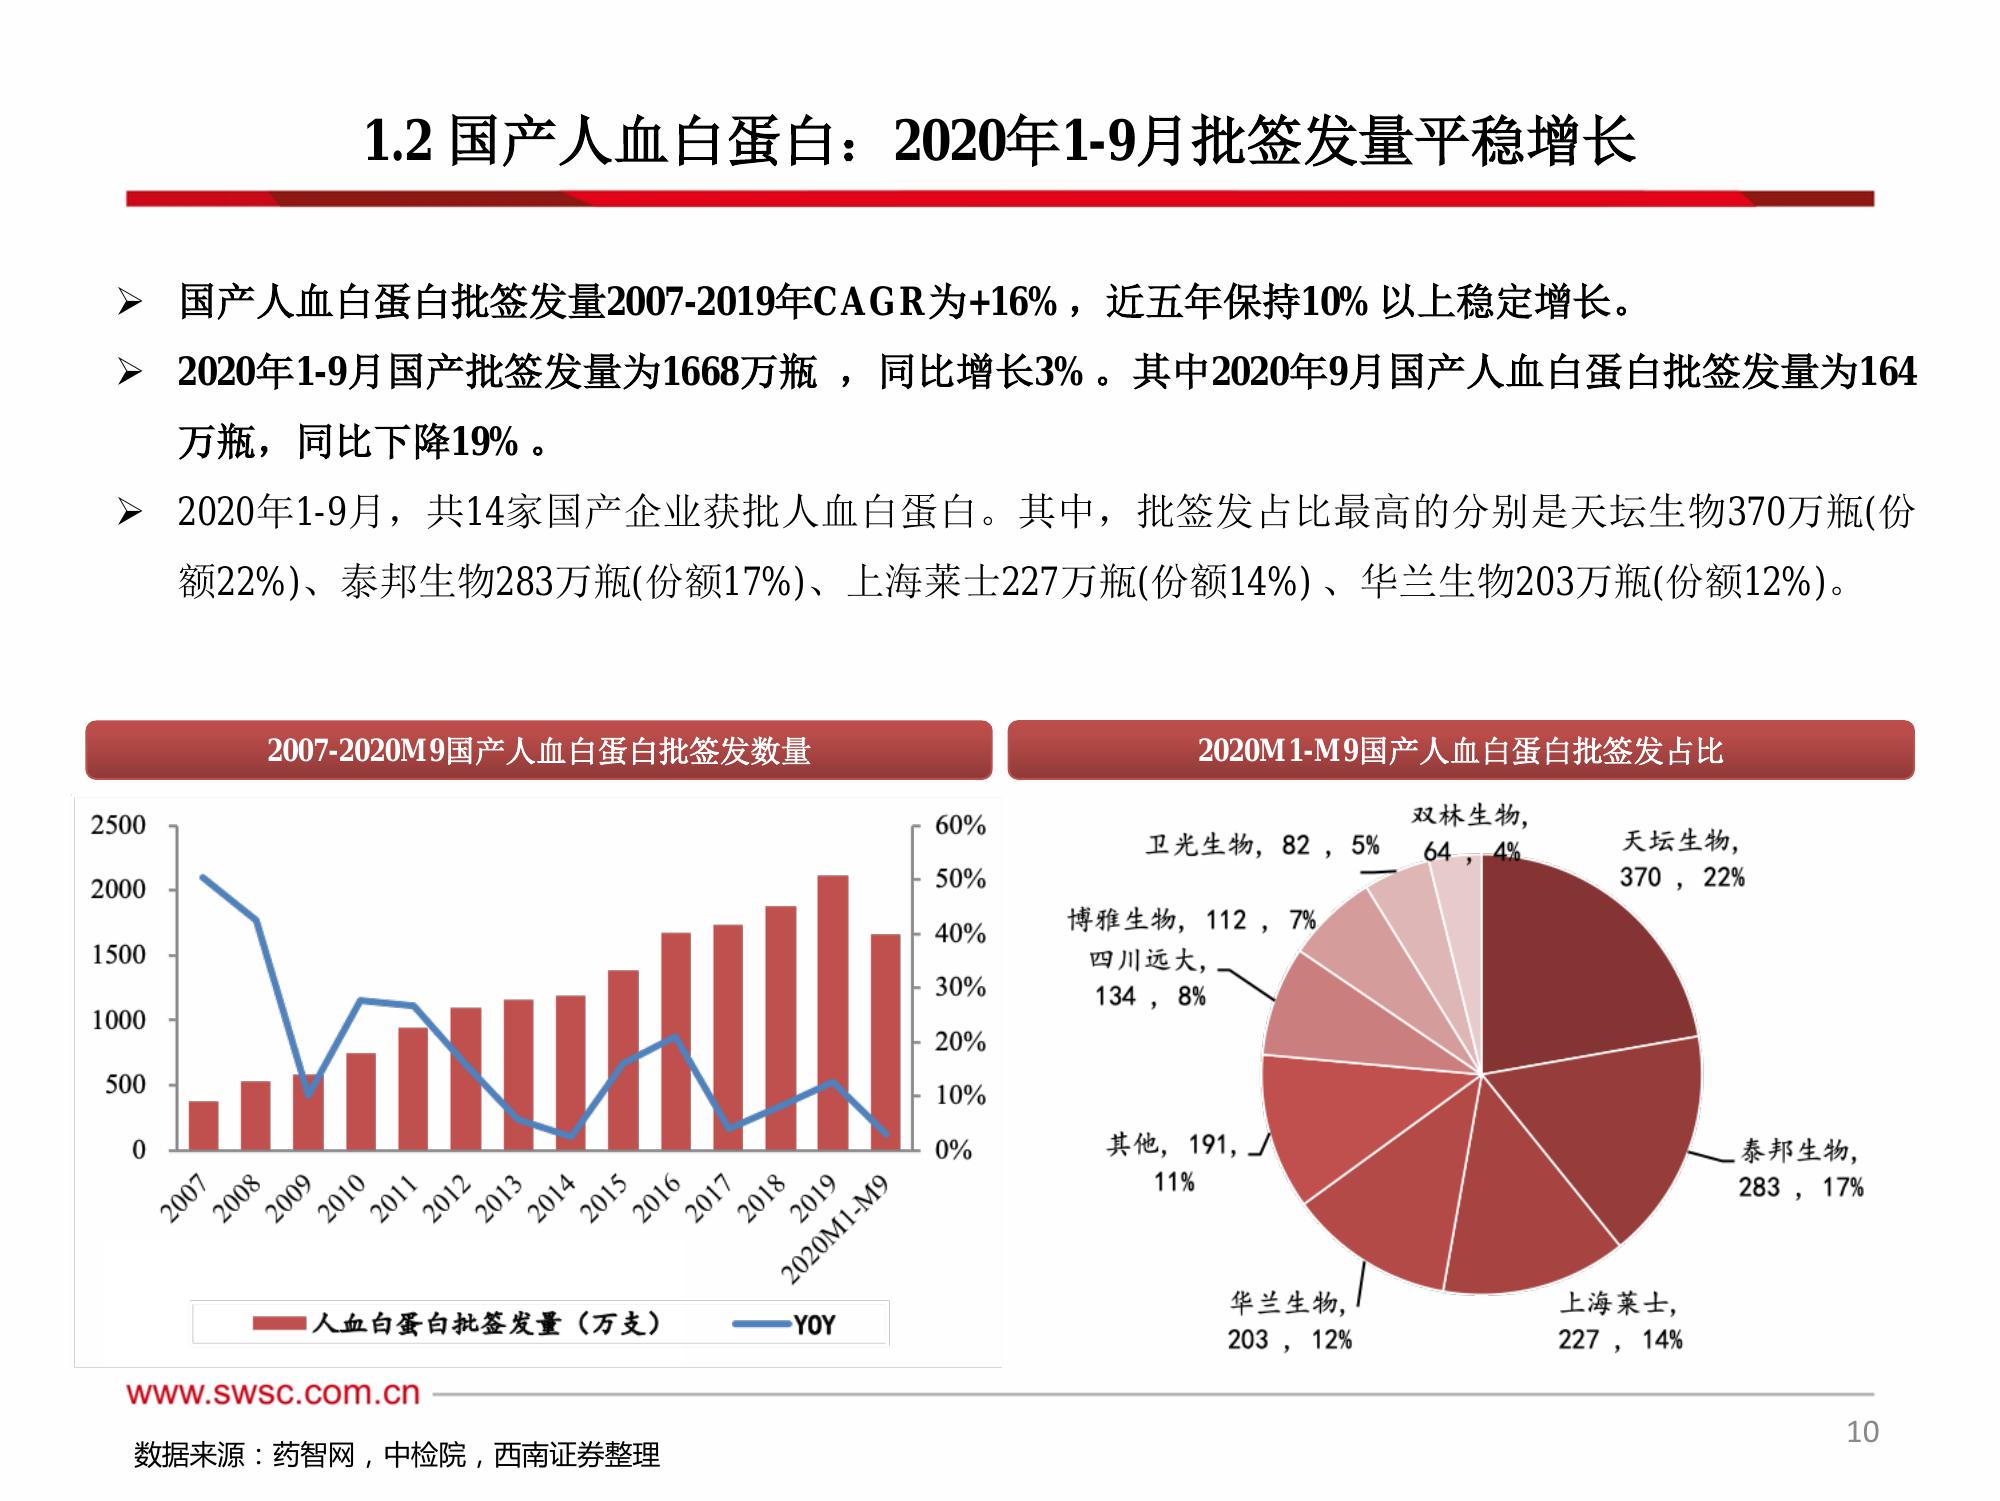 1.2 国产人血白蛋白：2020年1-9月批签发量平稳增长
➢ 国产人血白蛋白批签发量2007-2019年CAGR为+16%，近五年保持10%以上稳定增长。
➢ 2020年1-9月国产批签发量为1668万瓶 ，同比增长3%。其中2020年9月国产人血白蛋白批签发量为164
万瓶，同比下降19%。
➢ 2020年1-9月，共14家国产企业获批人血白蛋白。其中，批签发占比最高的分别是天坛生物370万瓶(份
额22%)、泰邦生物283万瓶(份额17%)、上海莱士227万瓶(份额14%) 、华兰生物203万瓶(份额12%)。
2007-2020M9国产人血白蛋白批签发数量
2500
2000
1500
1000
500
0
60%
50%
40%
30%
20%
10%
0%
2007
2008
2009
2010
2011
2012
2013
2014
2015
2016
2017
2018
2019
2020M1-M9
人血白蛋白批签发量（万支）
YOY
2020M1-M9国产人血白蛋白批签发占比
双林生物,
64 , 4%
天坛生物,
370 , 22%
卫光生物, 82 , 5%
博雅生物, 112 , 7%
四川远大,
134 , 8%
其他, 191,
11%
泰邦生物,
283 , 17%
华兰生物,
203 , 12%
上海莱士,
227 , 14%
www.swsc.com.cn
10
数据来源：药智网，中检院，西南证券整理